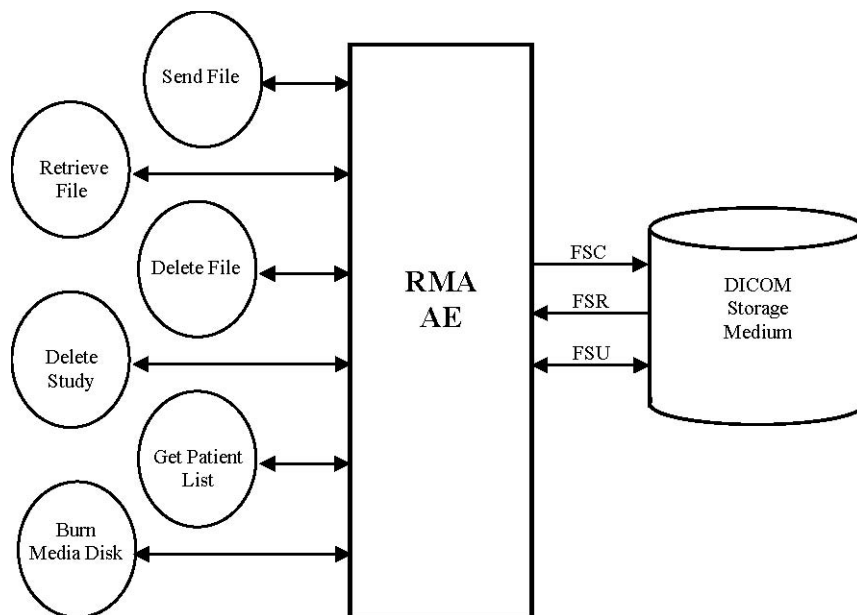 Send File
Retrieve
File
Delete File
Delete
Study
Get Patient
List
Burn
Media Disk
RMA
AE
FSC
FSR
FSU
DICOM
Storage
Medium